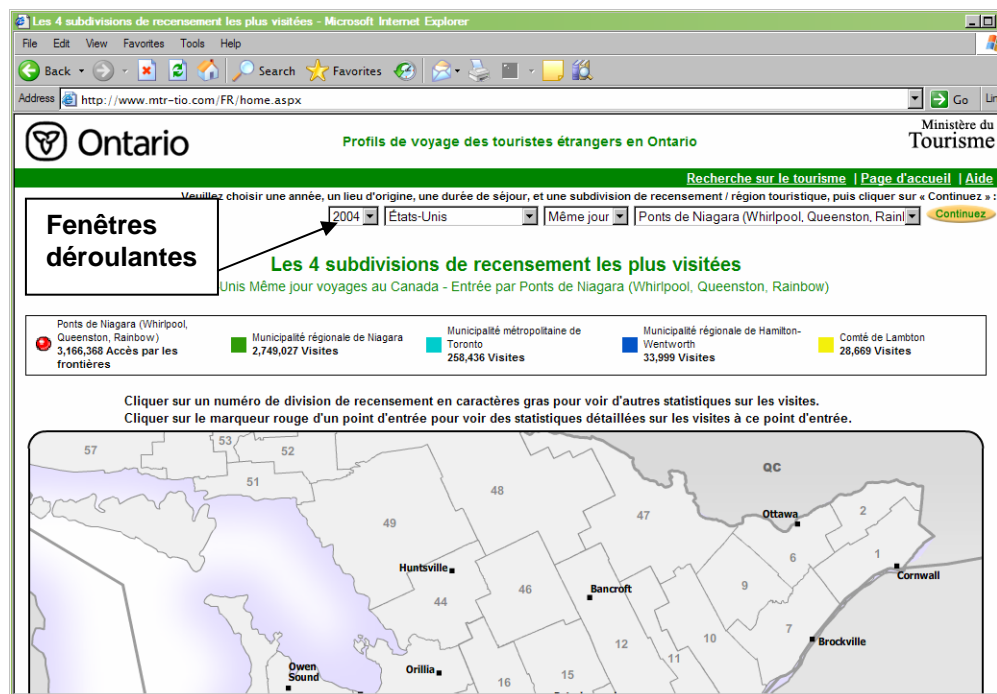 Les 4 subdivisions de recensement les plus visitées - Microsoft Internet Explorer
File Edit View Favorites Tools Help
Back Search Favorites
Address http://www.mtr-tio.com/FR/home.aspx Go
Ontario
Profils de voyage des touristes étrangers en Ontario
Ministère du
Tourisme
Recherche sur le tourisme | Page d'accueil | Aide
Veuillez choisir une année, un lieu d'origine, une durée de séjour, et une subdivision de recensement / région touristique, puis cliquer sur « Continuez » :
2004 États-Unis Même jour Ponts de Niagara (Whirlpool, Queenston, Rainl Continuez
Fenêtres
déroulantes
Les 4 subdivisions de recensement les plus visitées
Unis Même jour voyages au Canada - Entrée par Ponts de Niagara (Whirlpool, Queenston, Rainbow)
Ponts de Niagara (Whirlpool,
Queenston, Rainbow)
3,166,368 Accès par les
frontières
Municipalité régionale de Niagara
2,749,027 Visites
Municipalité métropolitaine de
Toronto
258,436 Visites
Municipalité régionale de Hamilton-
Wentworth
33,999 Visites
Comté de Lambton
28,669 Visites
Cliquer sur un numéro de division de recensement en caractères gras pour voir d'autres statistiques sur les visites.
Cliquer sur le marqueur rouge d'un point d'entrée pour voir des statistiques détaillées sur les visites à ce point d'entrée.
57
53
52
51
48
QC
49
47
Ottawa
2
6
1
Huntsville
46
Bancroft
9
Cornwall
44
7
12
10
Brockville
11
Owen
Sound
Orillia
15
16